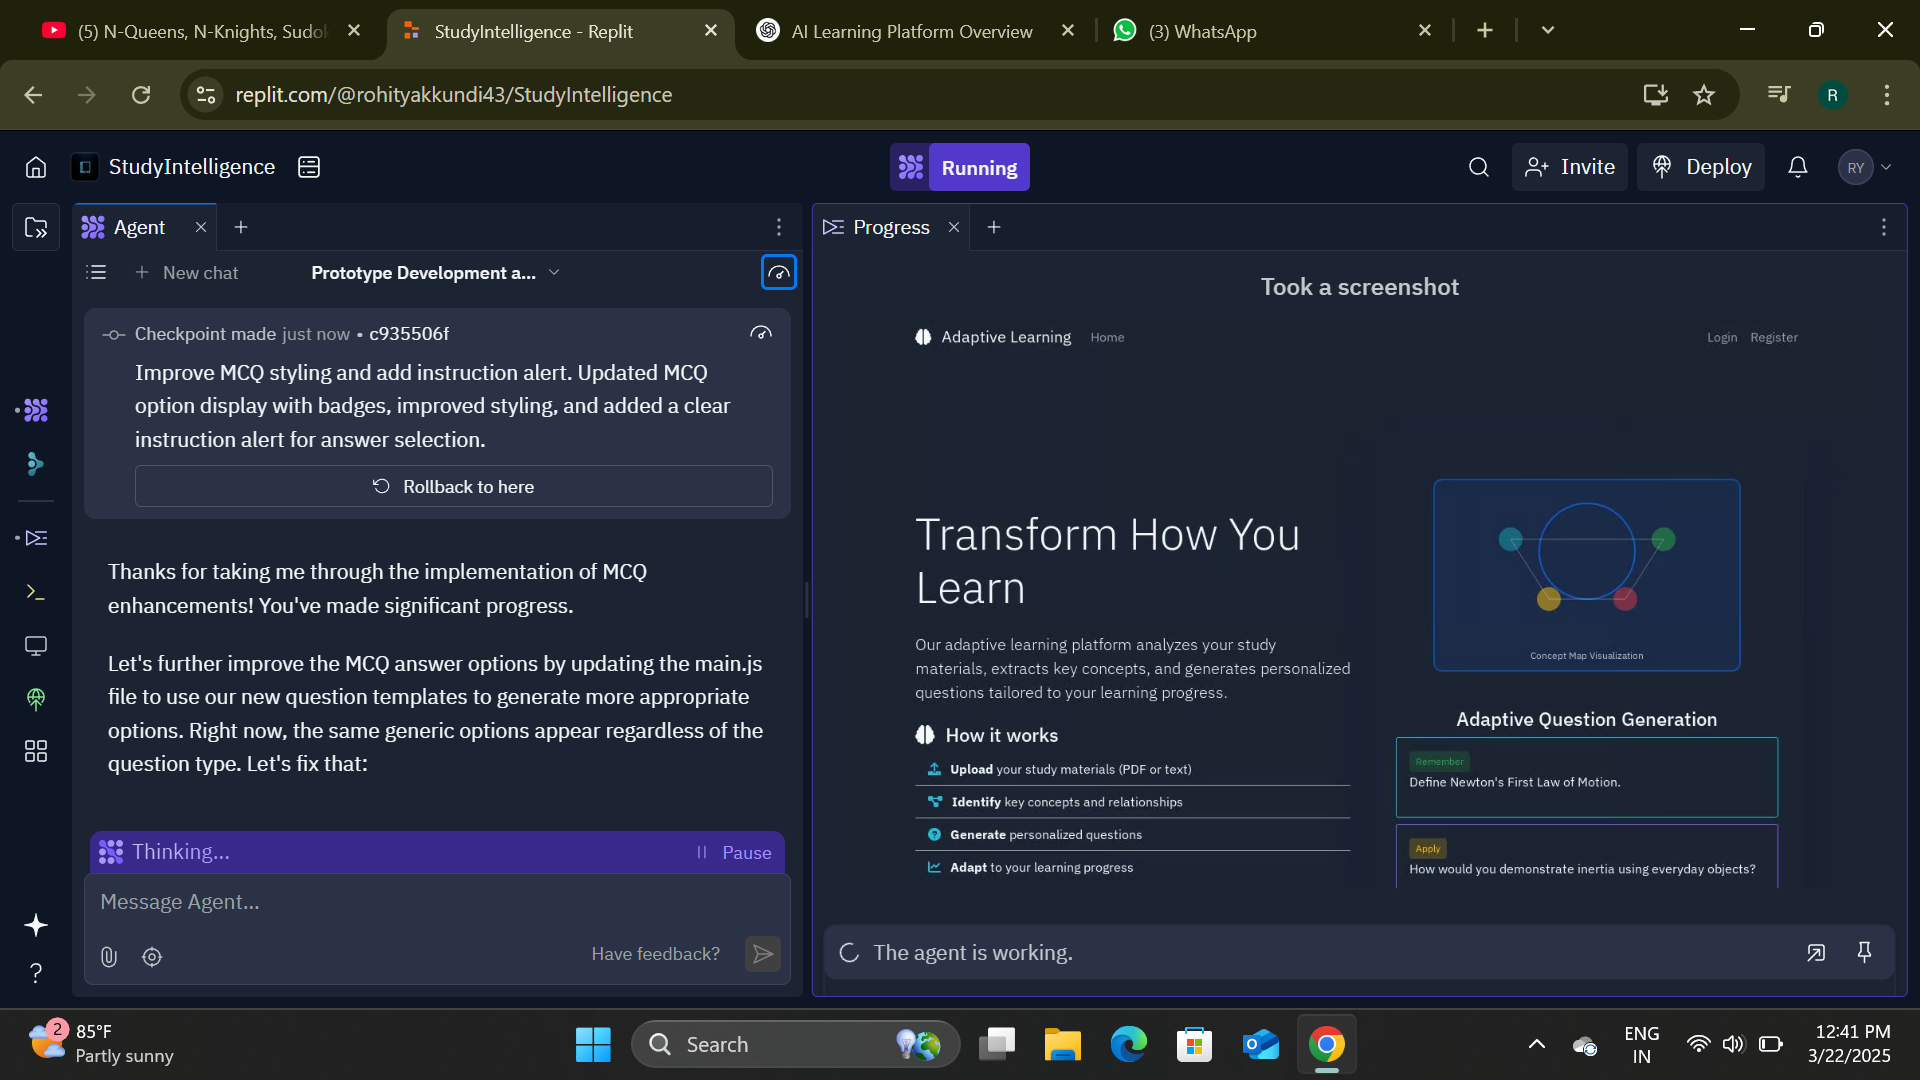 (5) N-Queens, N-Knights, Sudo
StudyIntelligence - Replit
AI Learning Platform Overview
(3) WhatsApp
replit.com/@rohityakkundi43/StudyIntelligence
R
StudyIntelligence
Running
Invite
Deploy
RY
Agent
Progress
New chat
Prototype Development a...
Checkpoint made just now • c935506f
Improve MCQ styling and add instruction alert. Updated MCQ
option display with badges, improved styling, and added a clear
instruction alert for answer selection.
Rollback to here
Thanks for taking me through the implementation of MCQ
enhancements! You've made significant progress.
Let's further improve the MCQ answer options by updating the main.js
file to use our new question templates to generate more appropriate
options. Right now, the same generic options appear regardless of the
question type. Let's fix that:
Thinking...
Pause
Message Agent...
Have feedback?
Took a screenshot
Adaptive Learning
Home
Login
Register
Transform How You
Learn
Our adaptive learning platform analyzes your study
materials, extracts key concepts, and generates personalized
questions tailored to your learning progress.
How it works
Upload your study materials (PDF or text)
Identify key concepts and relationships
Generate personalized questions
Adapt to your learning progress
Concept Map Visualization
Adaptive Question Generation
Remember
Define Newton's First Law of Motion.
Apply
How would you demonstrate inertia using everyday objects?
The agent is working.
2
85°F
Partly sunny
Search
ENG
IN
12:41 PM
3/22/2025